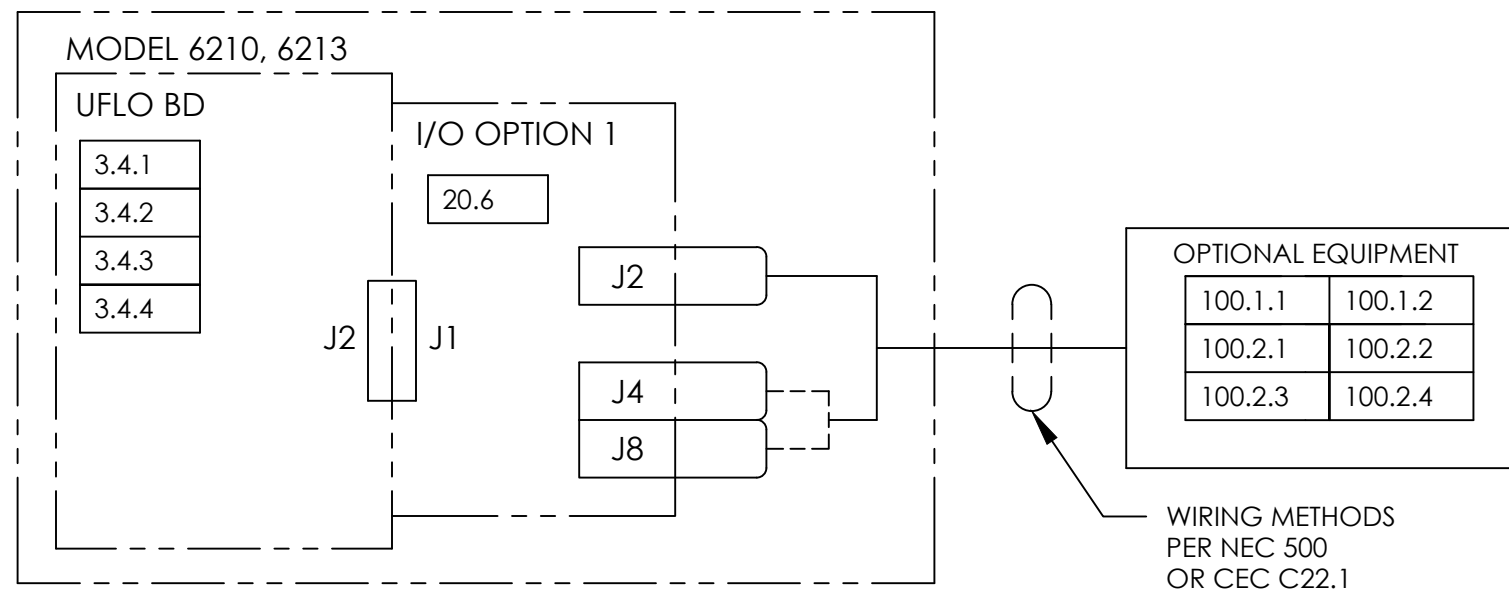 MODEL 6210, 6213
UFLO BD
3.4.1
3.4.2
3.4.3
3.4.4
I/O OPTION 1
20.6
J2
J1
J2
J4
J8
OPTIONAL EQUIPMENT
100.1.1 100.1.2
100.2.1 100.2.2
100.2.3 100.2.4
WIRING METHODS
PER NEC 500
OR CEC C22.1